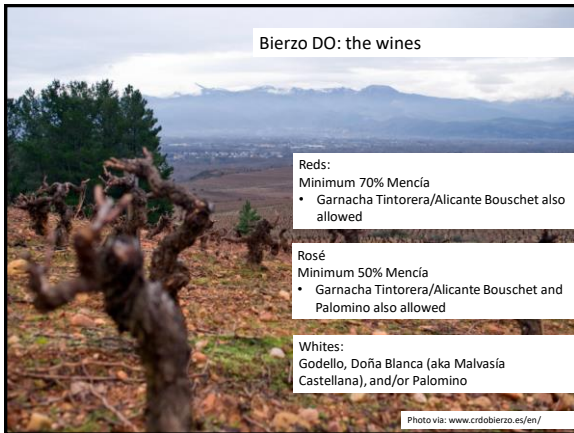 Bierzo DO: the wines
Reds:
Minimum 70% Mencía
• Garnacha Tintorera/Alicante Bouschet also
allowed
Rosé
Minimum 50% Mencía
• Garnacha Tintorera/Alicante Bouschet and
Palomino also allowed
Whites:
Godello, Doña Blanca (aka Malvasía
Castellana), and/or Palomino
Photo via: www.crdobierzo.es/en/